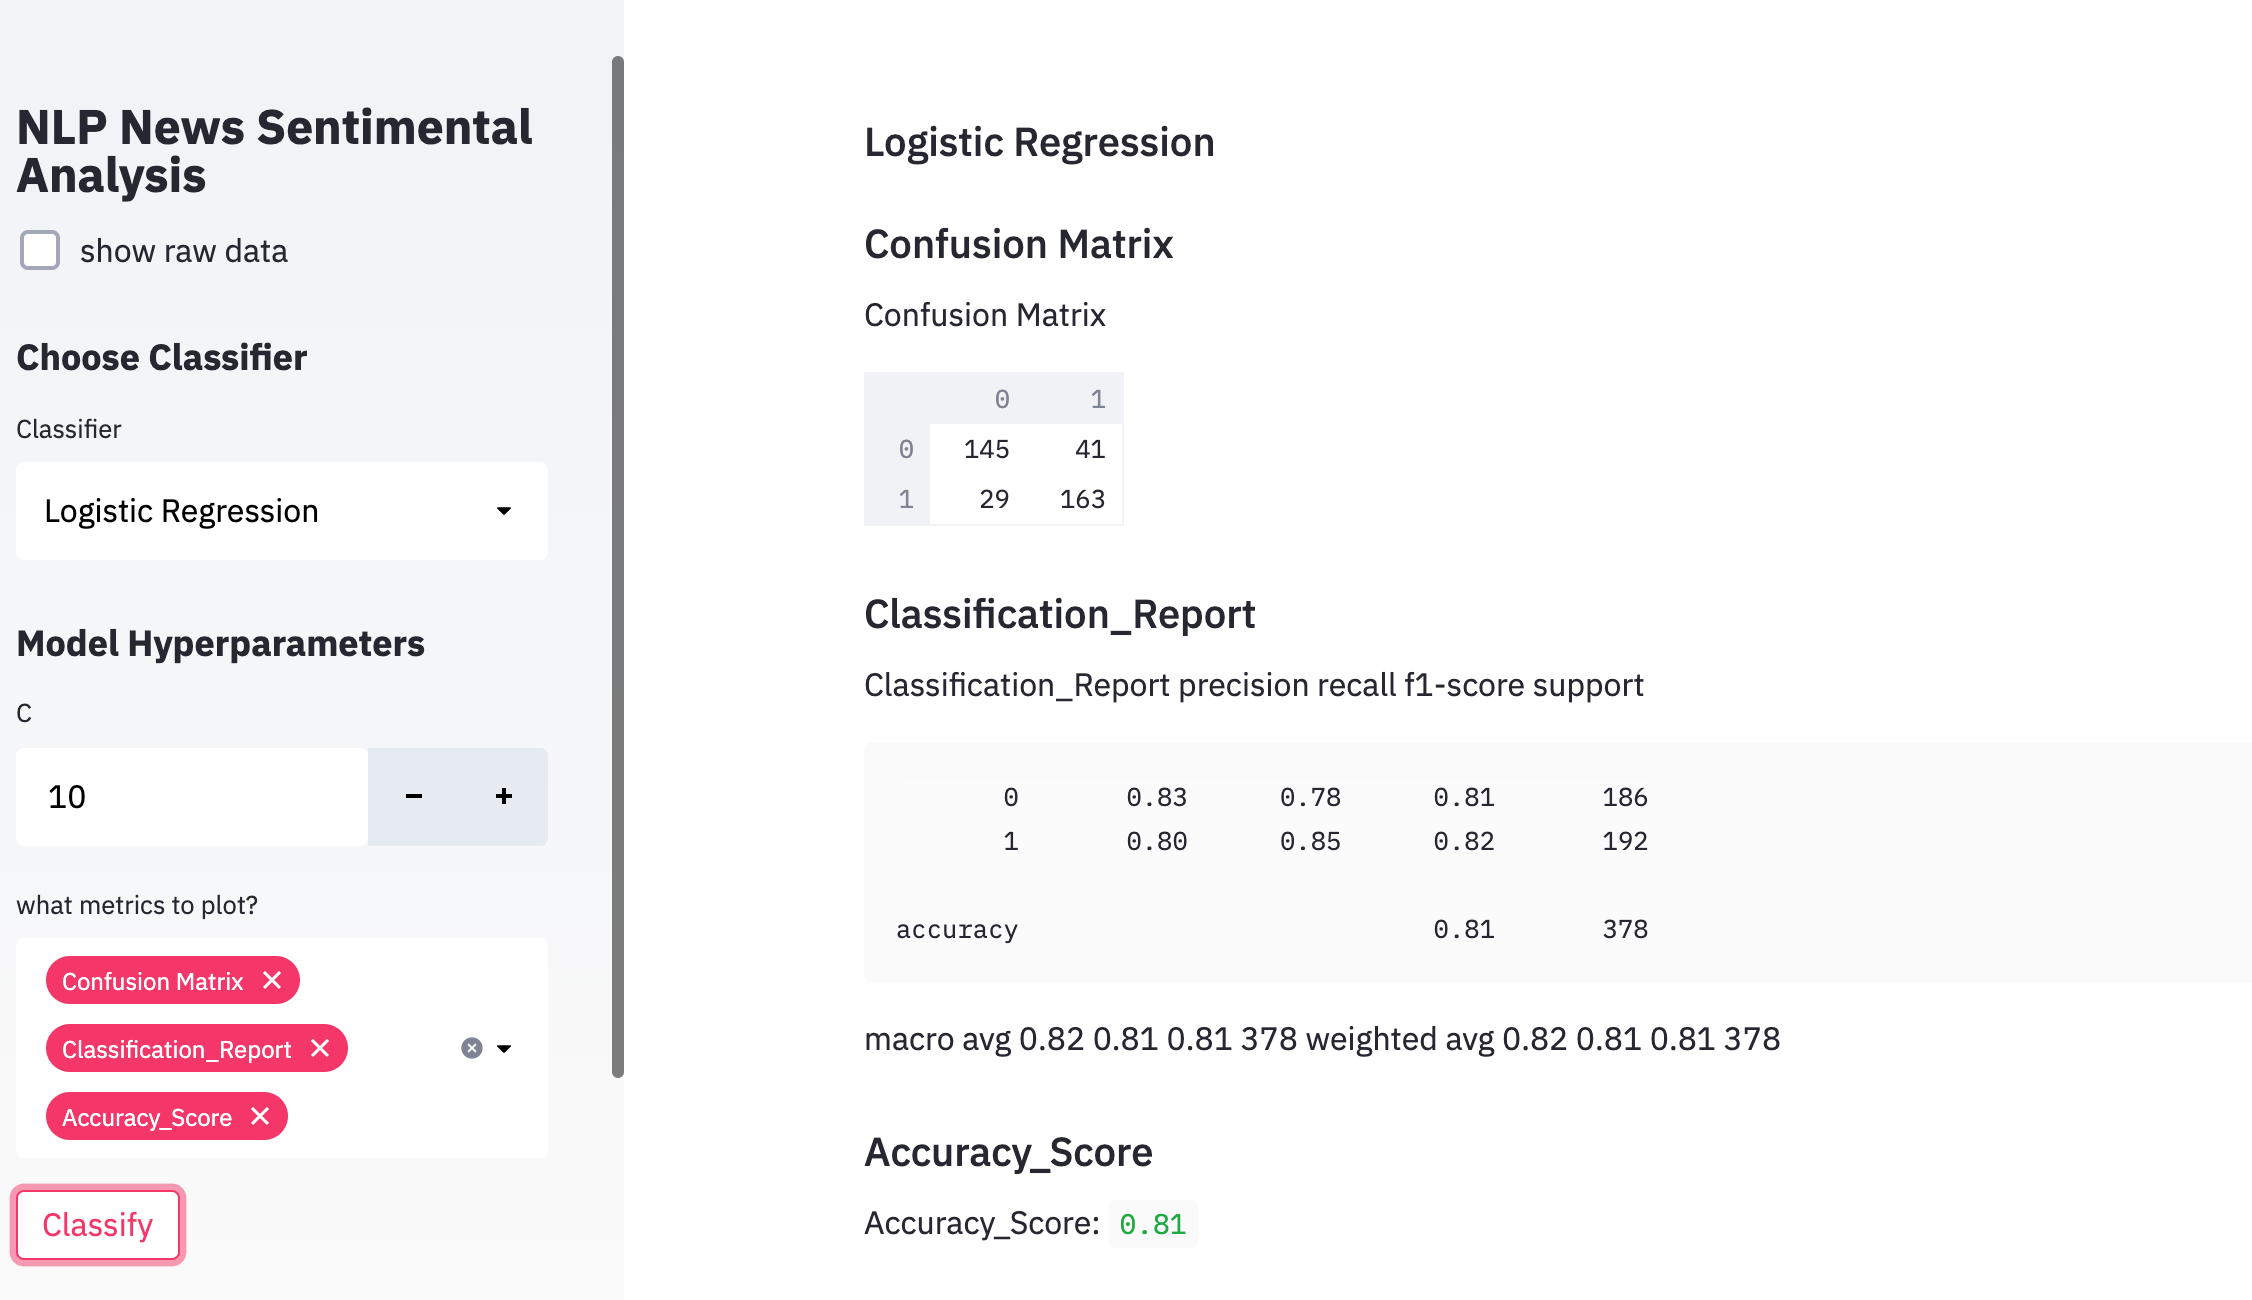 NLP News Sentimental
Analysis
show raw data
Choose Classifier
Classifier
Logistic Regression
Model Hyperparameters
C
10
what metrics to plot?
Confusion Matrix
Classification_Report
Accuracy_Score
Classify
Logistic Regression
Confusion Matrix
Confusion Matrix
0 1
0 145 41
1 29 163
Classification_Report
Classification_Report precision recall f1-score support
0 0.83 0.78 0.81 186
1 0.80 0.85 0.82 192
accuracy 0.81 378
macro avg 0.82 0.81 0.81 378 weighted avg 0.82 0.81 0.81 378
Accuracy_Score
Accuracy_Score: 0.81